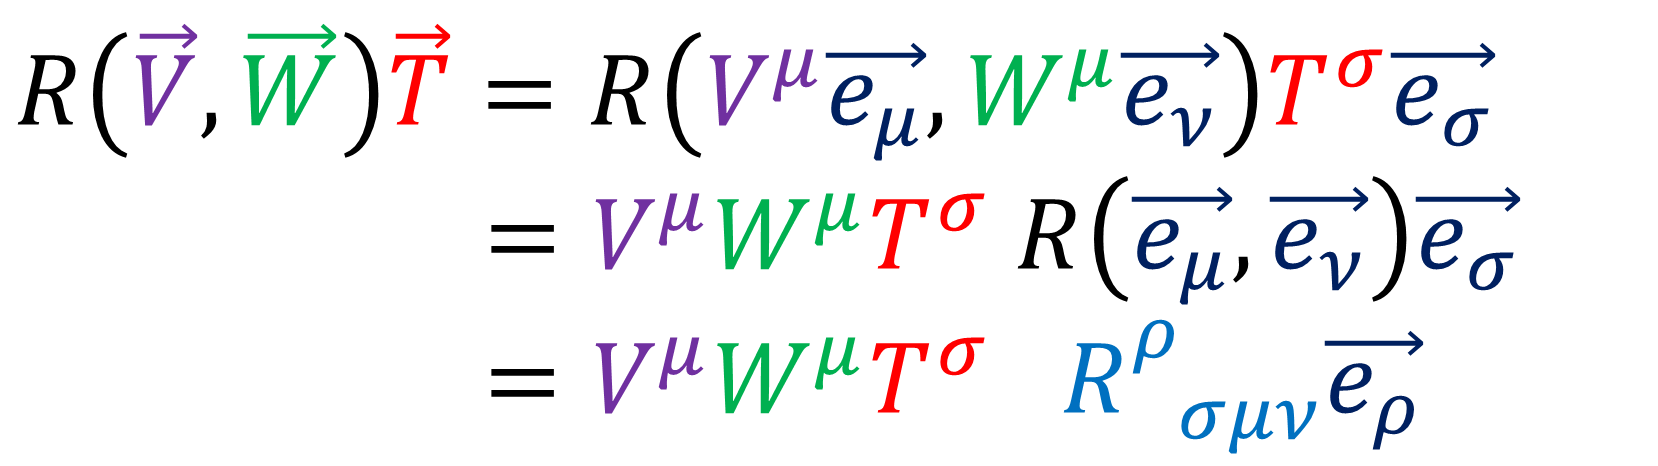 R(V⃗, W⃗)T⃗ = R(V^μ e⃗_μ, W^μ e⃗_ν)T^σ e⃗_σ
= V^μ W^μ T^σ R(e⃗_μ, e⃗_ν)e⃗_σ
= V^μ W^μ T^σ R^ρ_σμν e⃗_ρ